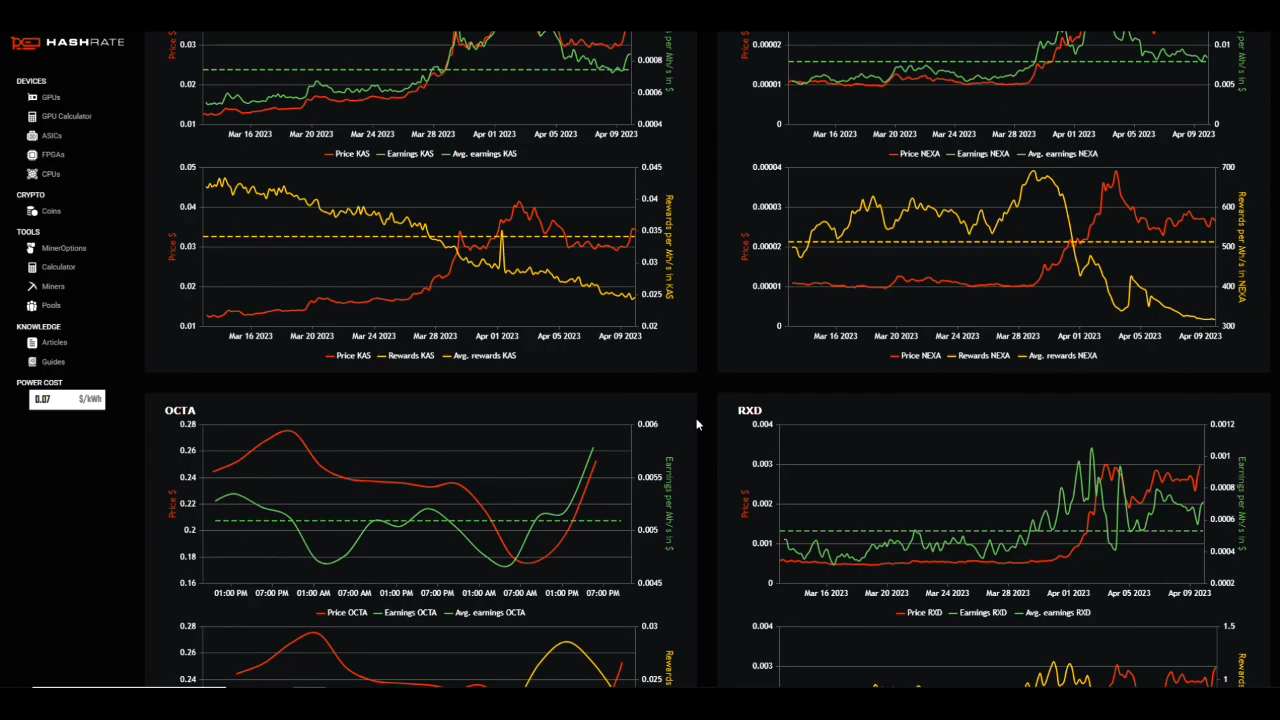 HASHRATE
DEVICES
GPUs
GPU Calculator
ASICs
FPGAs
CPUs
CRYPTO
Coins
TOOLS
MinerOptions
Calculator
Miners
Pools
KNOWLEDGE
Articles
Guides
POWER COST
0.07 $/kWh
Price $
0.03
0.02
0.01
0.0008
0.0006
0.0004
s per Mh/s in $
Mar 16 2023 Mar 20 2023 Mar 24 2023 Mar 28 2023 Apr 01 2023 Apr 05 2023 Apr 09 2023
Price KAS Earnings KAS Avg. earnings KAS
Price $
0.00002
0.00001
0
0.01
0.005
0
s per Mh/s in $
Mar 16 2023 Mar 20 2023 Mar 24 2023 Mar 28 2023 Apr 01 2023 Apr 05 2023 Apr 09 2023
Price NEXA Earnings NEXA Avg. earnings NEXA
Price $
0.05
0.04
0.03
0.02
0.01
0.045
0.04
0.035
0.03
0.025
0.02
Rewards per Mh/s in KAS
Mar 16 2023 Mar 20 2023 Mar 24 2023 Mar 28 2023 Apr 01 2023 Apr 05 2023 Apr 09 2023
Price KAS Rewards KAS Avg. rewards KAS
Price $
0.00004
0.00003
0.00002
0.00001
0
700
600
500
400
300
Rewards per Mh/s in NEXA
Mar 16 2023 Mar 20 2023 Mar 24 2023 Mar 28 2023 Apr 01 2023 Apr 05 2023 Apr 09 2023
Price NEXA Rewards NEXA Avg. rewards NEXA
OCTA
Price $
0.28
0.26
0.24
0.22
0.2
0.18
0.16
0.006
0.0055
0.005
0.0045
Earnings per Mh/s in $
01:00 PM 07:00 PM 01:00 AM 07:00 AM 01:00 PM 07:00 PM 01:00 AM 07:00 AM 01:00 PM 07:00 PM
Price OCTA Earnings OCTA Avg. earnings OCTA
RXD
Price $
0.004
0.003
0.002
0.001
0
0.0012
0.001
0.0008
0.0006
0.0004
0.0002
Earnings per Mh/s in $
Mar 16 2023 Mar 20 2023 Mar 24 2023 Mar 28 2023 Apr 01 2023 Apr 05 2023 Apr 09 2023
Price RXD Earnings RXD Avg. earnings RXD
0.28
0.26
0.24
0.03
0.025
Rewards
0.004
0.003
1.5
1
Rewards